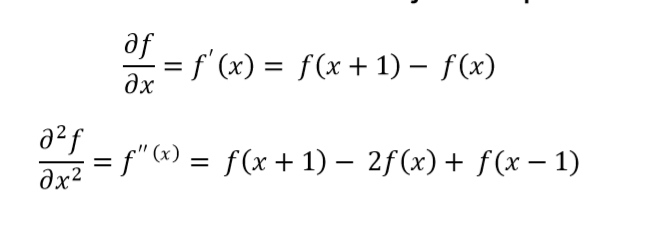 ∂f/∂x = f′(x) = f(x + 1) − f(x)
∂²f/∂x² = f″(x) = f(x + 1) − 2f(x) + f(x − 1)